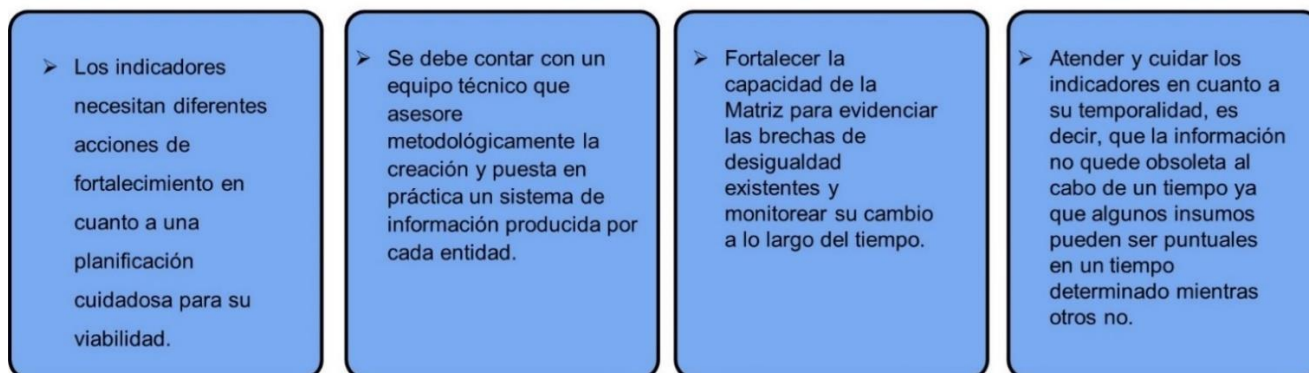 ➢ Los indicadores
necesitan diferentes
acciones de
fortalecimiento en
cuanto a una
planificación
cuidadosa para su
viabilidad.
➢ Se debe contar con un
equipo técnico que
asesore
metodológicamente la
creación y puesta en
práctica un sistema de
información producida por
cada entidad.
➢ Fortalecer la
capacidad de la
Matriz para evidenciar
las brechas de
desigualdad
existentes y
monitorear su cambio
a lo largo del tiempo.
➢ Atender y cuidar los
indicadores en cuanto a
su temporalidad, es
decir, que la información
no quede obsoleta al
cabo de un tiempo ya
que algunos insumos
pueden ser puntuales
en un tiempo
determinado mientras
otros no.